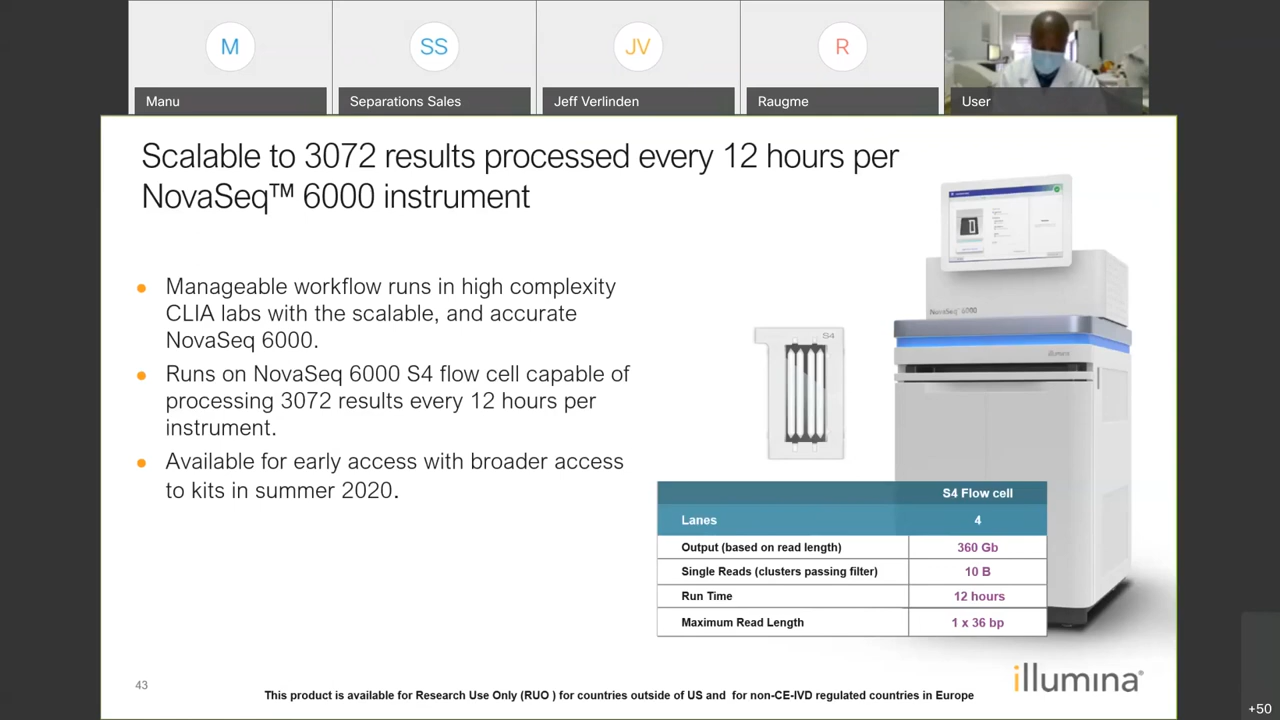 M
SS
JV
R
Manu
Separations Sales
Jeff Verlinden
Raugme
User
Scalable to 3072 results processed every 12 hours per
NovaSeq™ 6000 instrument
Manageable workflow runs in high complexity
CLIA labs with the scalable, and accurate
NovaSeq 6000.
Runs on NovaSeq 6000 S4 flow cell capable of
processing 3072 results every 12 hours per
instrument.
Available for early access with broader access
to kits in summer 2020.
S4
NovaSeq™ 6000
illumina
S4 Flow cell
Lanes 4
Output (based on read length) 360 Gb
Single Reads (clusters passing filter) 10 B
Run Time 12 hours
Maximum Read Length 1 x 36 bp
43
This product is available for Research Use Only (RUO ) for countries outside of US and for non-CE-IVD regulated countries in Europe
illumina®
+50